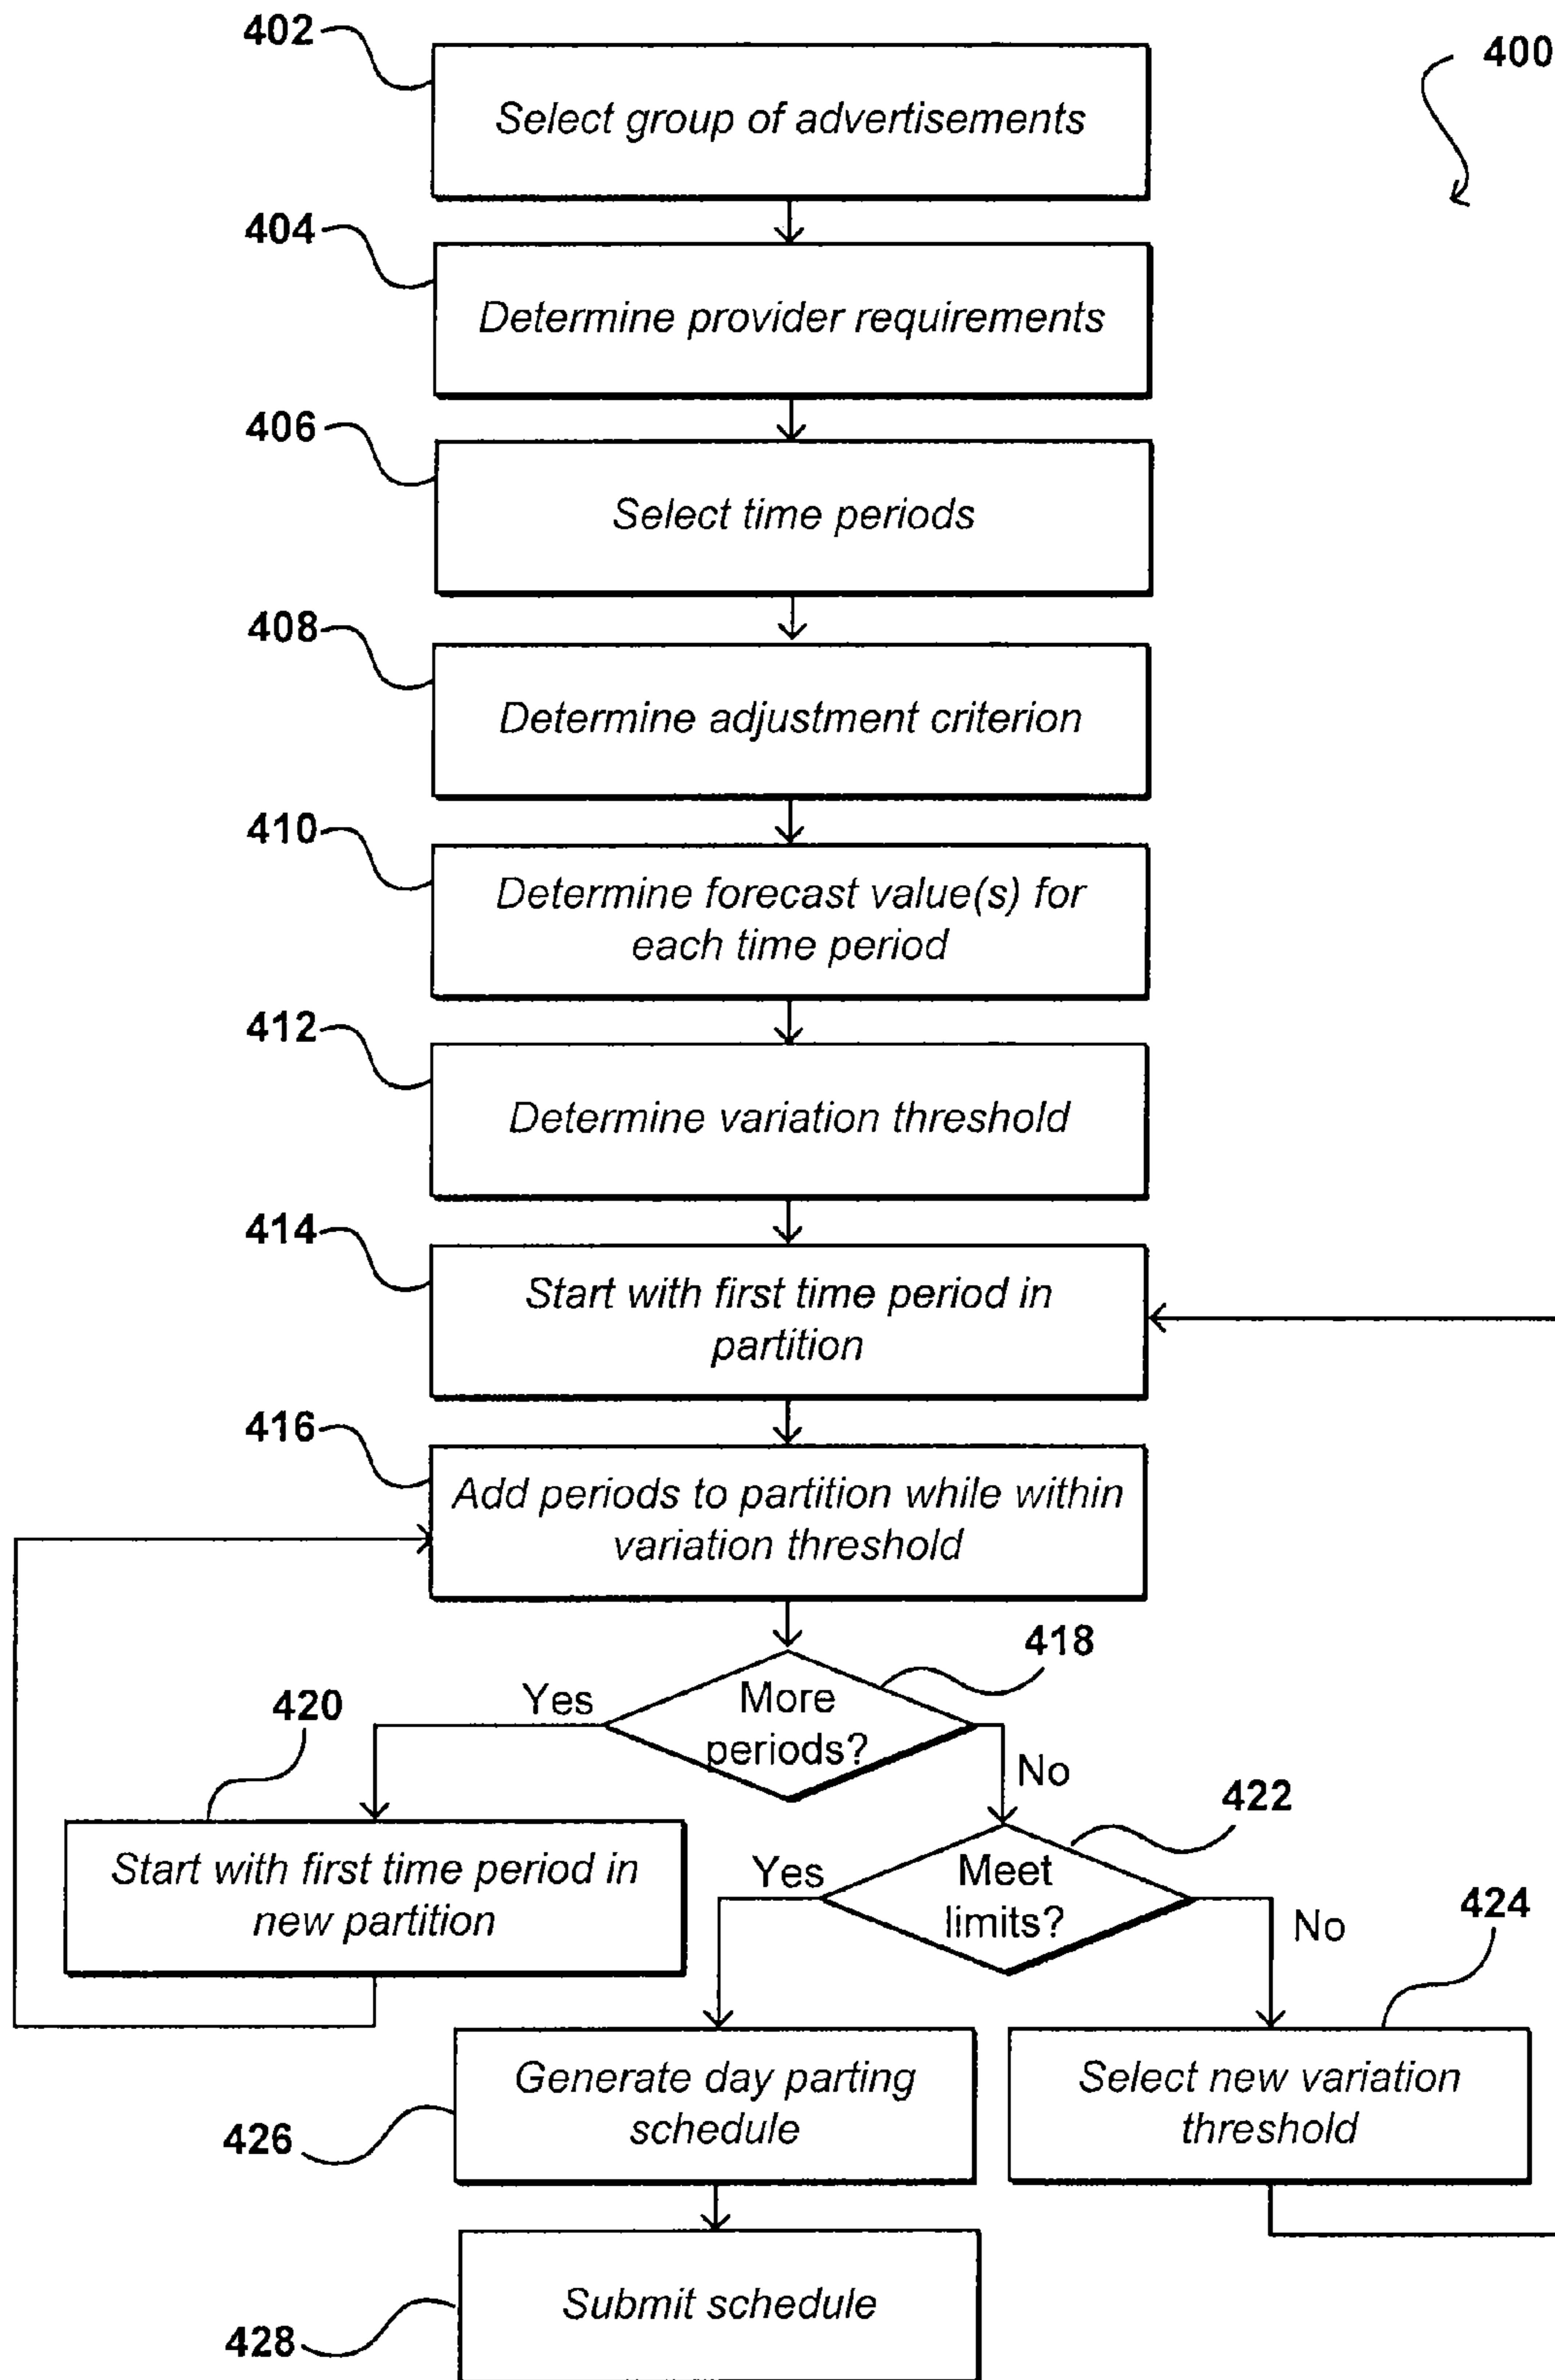 402
400
Select group of advertisements
404
Determine provider requirements
406
Select time periods
408
Determine adjustment criterion
410
Determine forecast value(s) for
each time period
412
Determine variation threshold
414
Start with first time period in
partition
416
Add periods to partition while within
variation threshold
418
More
periods?
Yes
No
420
Start with first time period in
new partition
422
Meet
limits?
Yes
No
424
Select new variation
threshold
Generate day parting
schedule
426
Submit schedule
428